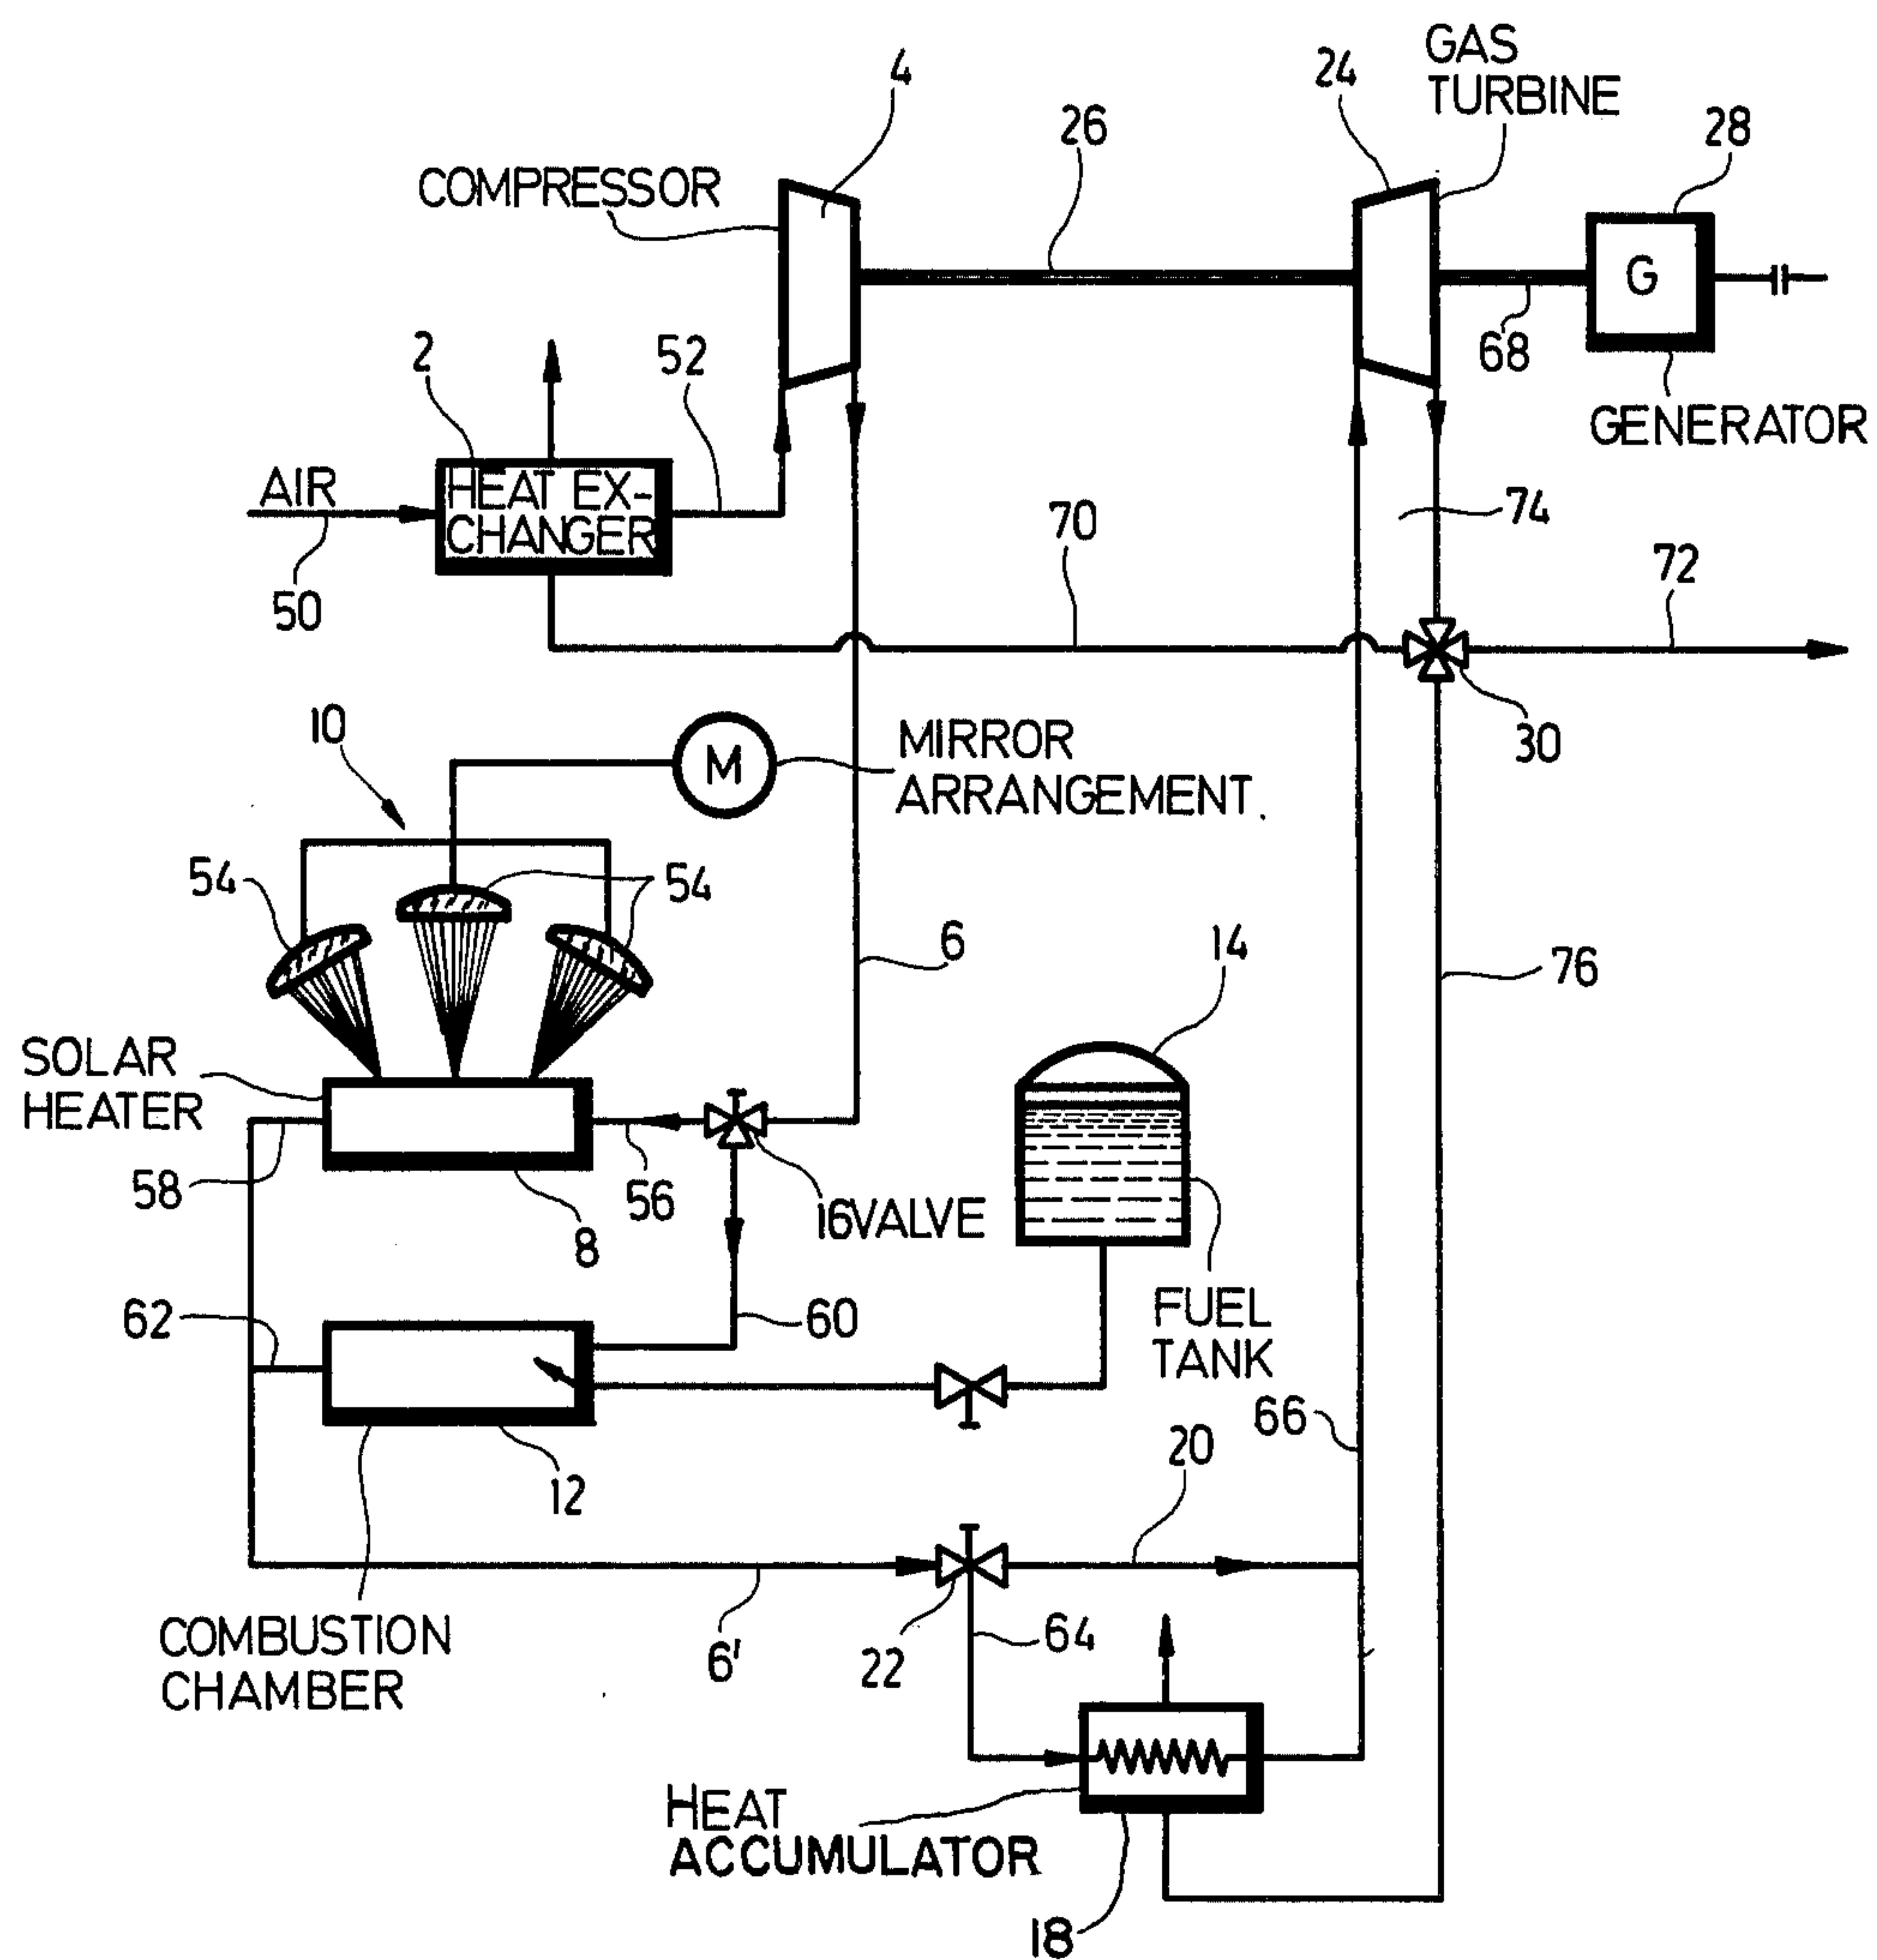 GAS
TURBINE
4
24
26
28
COMPRESSOR
G
2
52
68
GENERATOR
AIR
HEAT EX-
CHANGER
50
70
74
72
30
10
M
MIRROR
ARRANGEMENT.
54
54
6
14
76
SOLAR
HEATER
58
8
56
16 VALVE
62
60
FUEL
TANK
66
12
20
COMBUSTION
CHAMBER
6'
22
64
HEAT
ACCUMULATOR
18